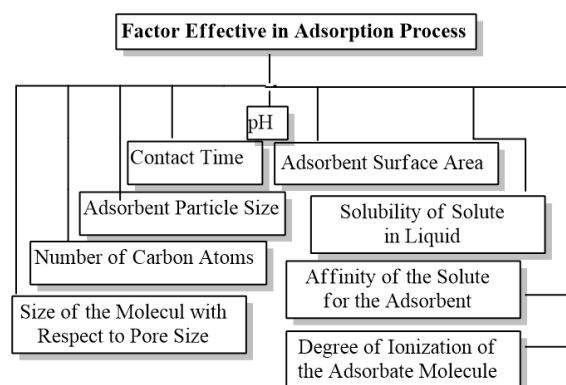 Factor Effective in Adsorption Process
pH
Contact Time
Adsorbent Surface Area
Adsorbent Particle Size
Solubility of Solute
in Liquid
Number of Carbon Atoms
Affinity of the Solute
for the Adsorbent
Size of the Molecul with
Respect to Pore Size
Degree of Ionization of
the Adsorbate Molecule